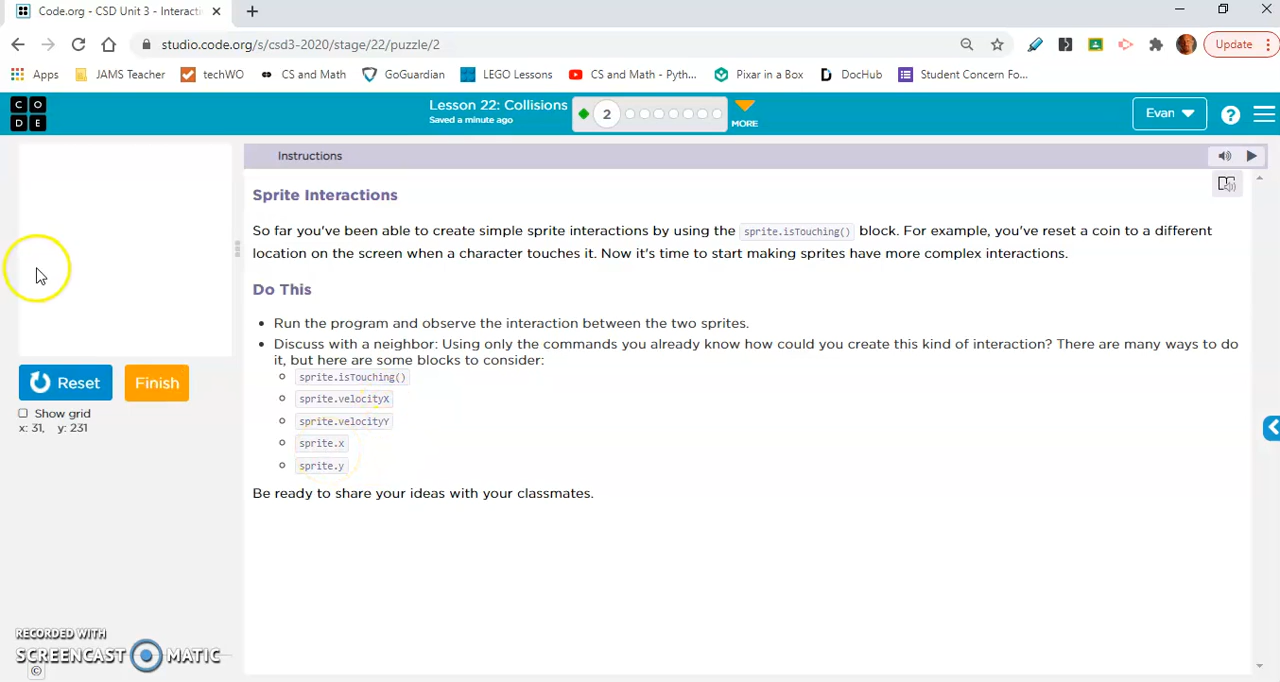 Code.org - CSD Unit 3 - Interacti
studio.code.org/s/csd3-2020/stage/22/puzzle/2
Update
Apps
JAMS Teacher
techWO
CS and Math
GoGuardian
LEGO Lessons
CS and Math - Pyth...
Pixar in a Box
DocHub
Student Concern Fo...
C O
D E
Lesson 22: Collisions
Saved a minute ago
2
MORE
Evan
?
Instructions
Sprite Interactions
So far you've been able to create simple sprite interactions by using the sprite.isTouching() block. For example, you've reset a coin to a different
location on the screen when a character touches it. Now it's time to start making sprites have more complex interactions.
Do This
• Run the program and observe the interaction between the two sprites.
• Discuss with a neighbor: Using only the commands you already know how could you create this kind of interaction? There are many ways to do
it, but here are some blocks to consider:
sprite.isTouching()
sprite.velocityX
sprite.velocityY
sprite.x
sprite.y
Be ready to share your ideas with your classmates.
Reset
Finish
Show grid
x: 31, y: 231
RECORDED WITH
SCREENCAST MATIC
©